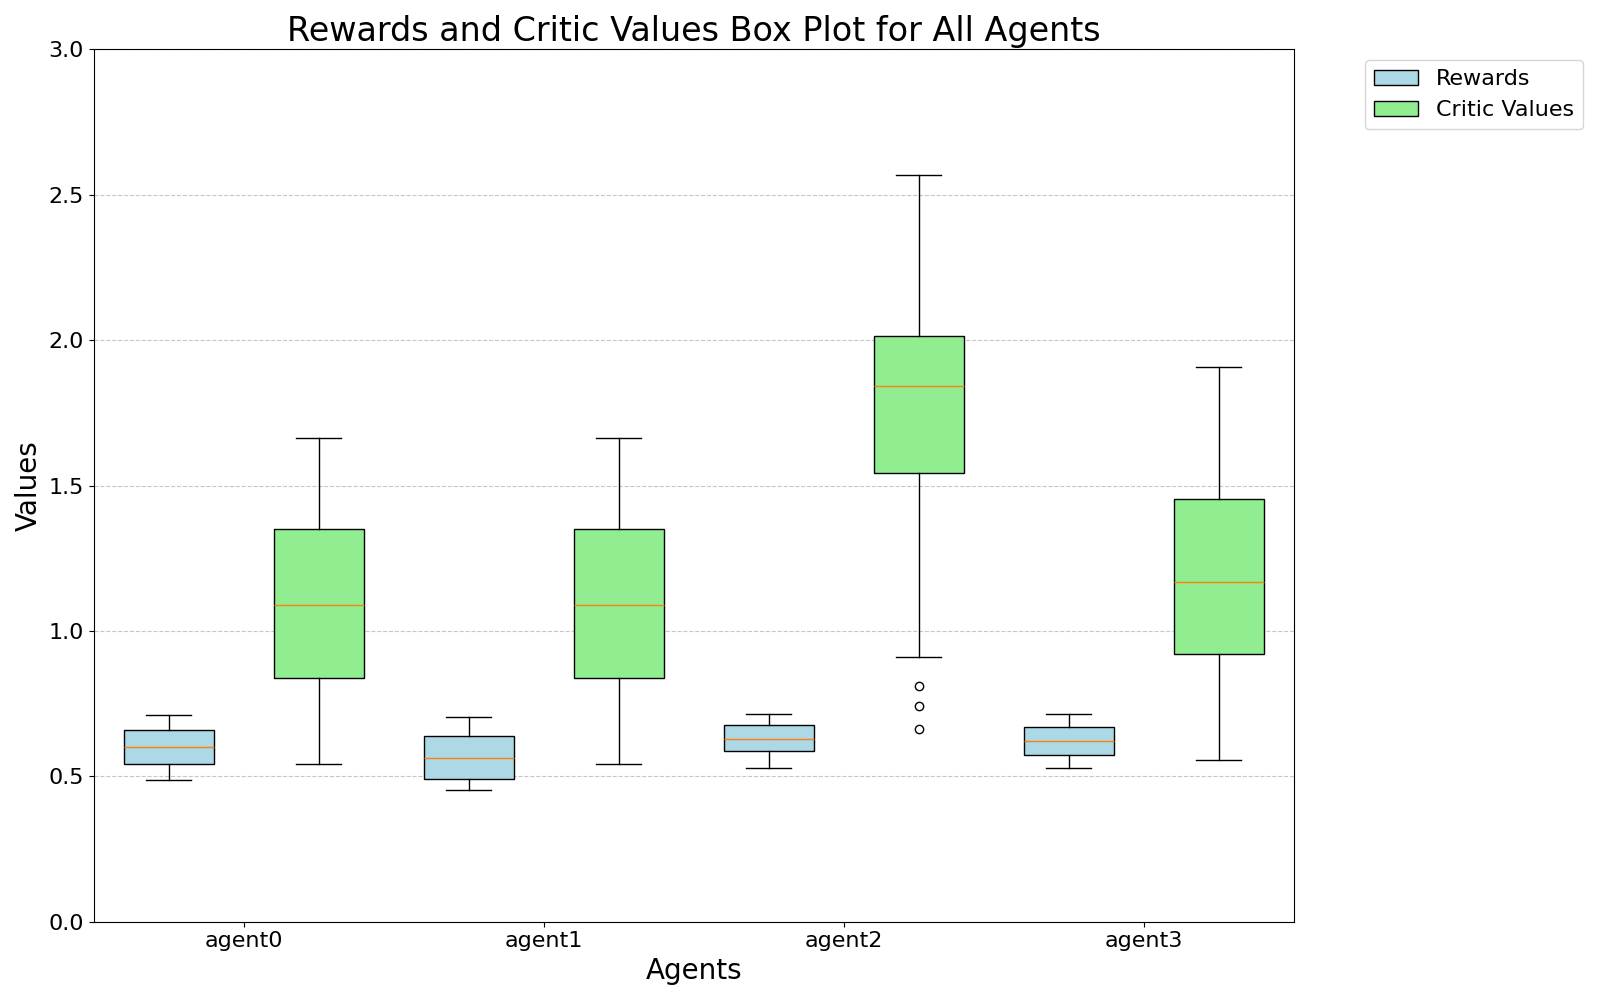 Rewards and Critic Values Box Plot for All Agents
Rewards
Critic Values
Values
3.0
2.5
2.0
1.5
1.0
0.5
0.0
agent0 agent1 agent2 agent3
Agents